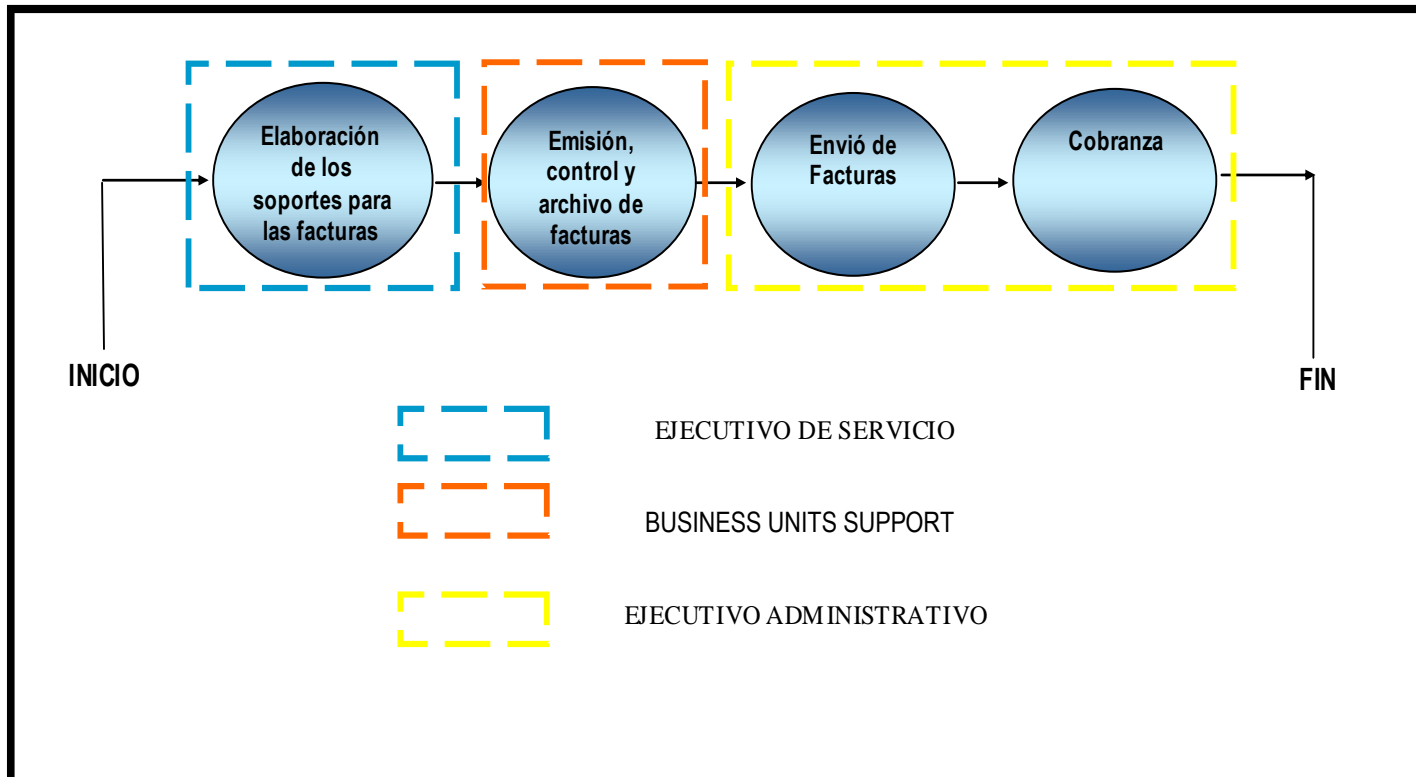 Elaboración
de los
soportes para
las facturas
Emisión,
control y
archivo de
facturas
Envió de
Facturas
Cobranza
INICIO
FIN
EJECUTIVO DE SERVICIO
BUSINESS UNITS SUPPORT
EJECUTIVO ADMINISTRATIVO